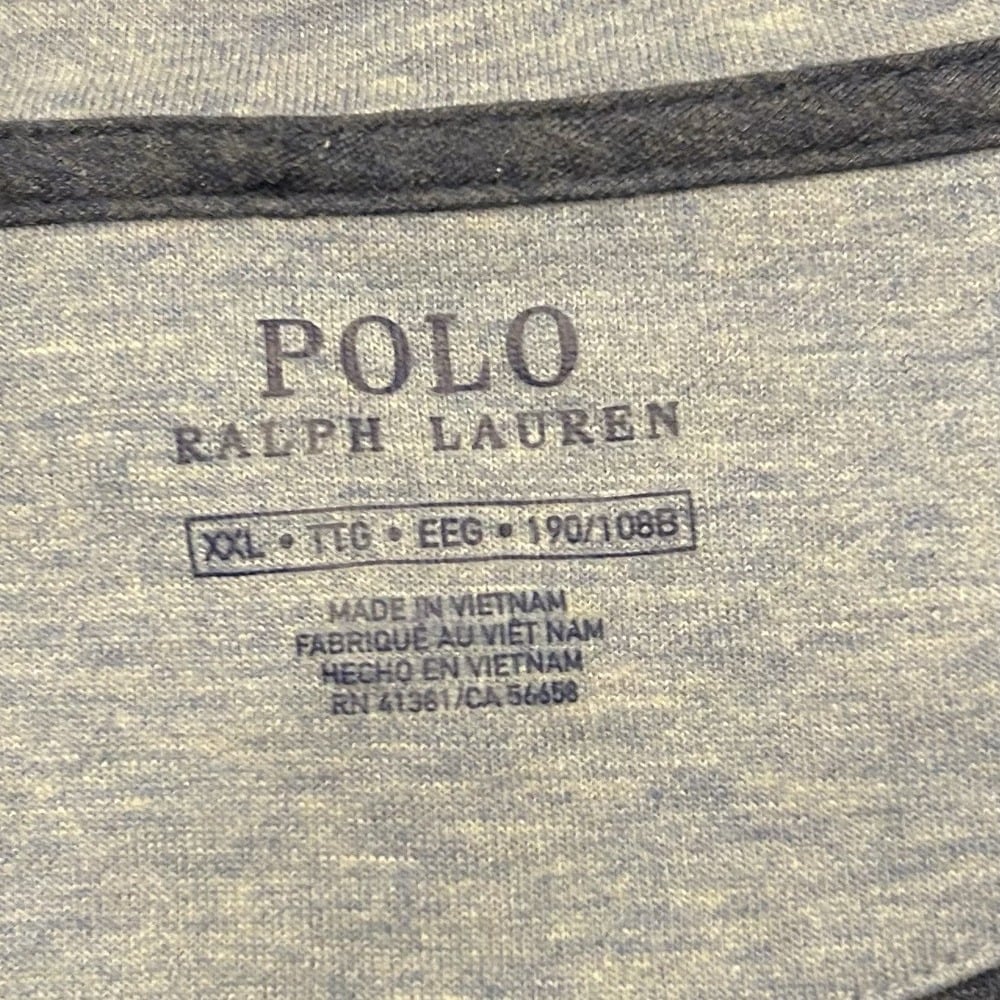 POLO
RALPH LAUREN
XXL • TTG • EEG • 190/108B
MADE IN VIETNAM
FABRIQUÉ AU VIÊT NAM
HECHO EN VIETNAM
RN 41381/CA 56658